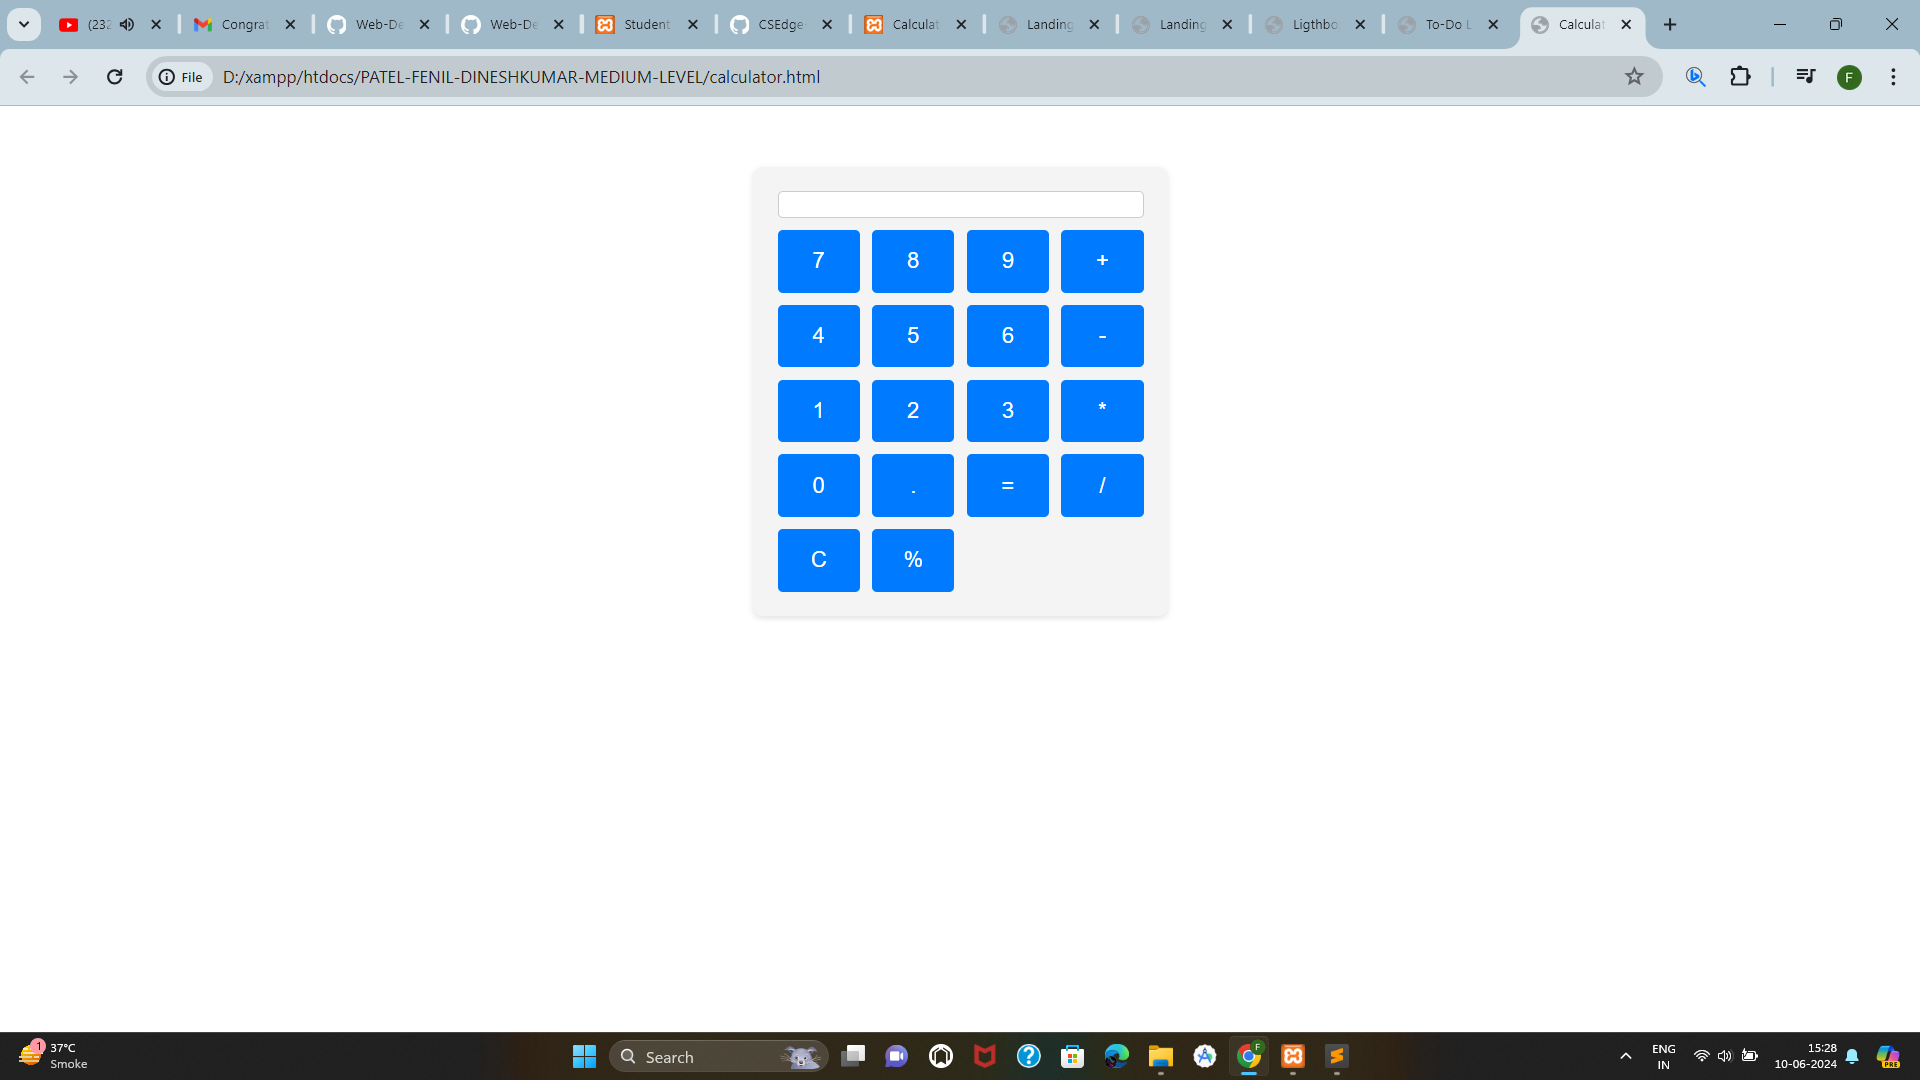 (232
Congrat
Web-De
Web-De
Student
CSEdge
Calculat
Landing
Landing
Ligthbo
To-Do L
Calculat
File
D:/xampp/htdocs/PATEL-FENIL-DINESHKUMAR-MEDIUM-LEVEL/calculator.html
F
7 8 9 +
4 5 6 -
1 2 3 *
0 . = /
C %
1
37°C
Smoke
Search
F
ENG
IN
15:28
10-06-2024
PRE